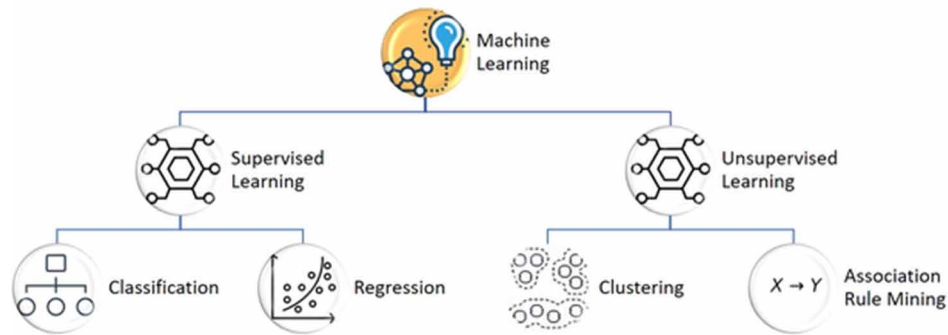 Machine
Learning
Supervised
Learning
Unsupervised
Learning
Classification
Regression
Clustering
X → Y
Association
Rule Mining